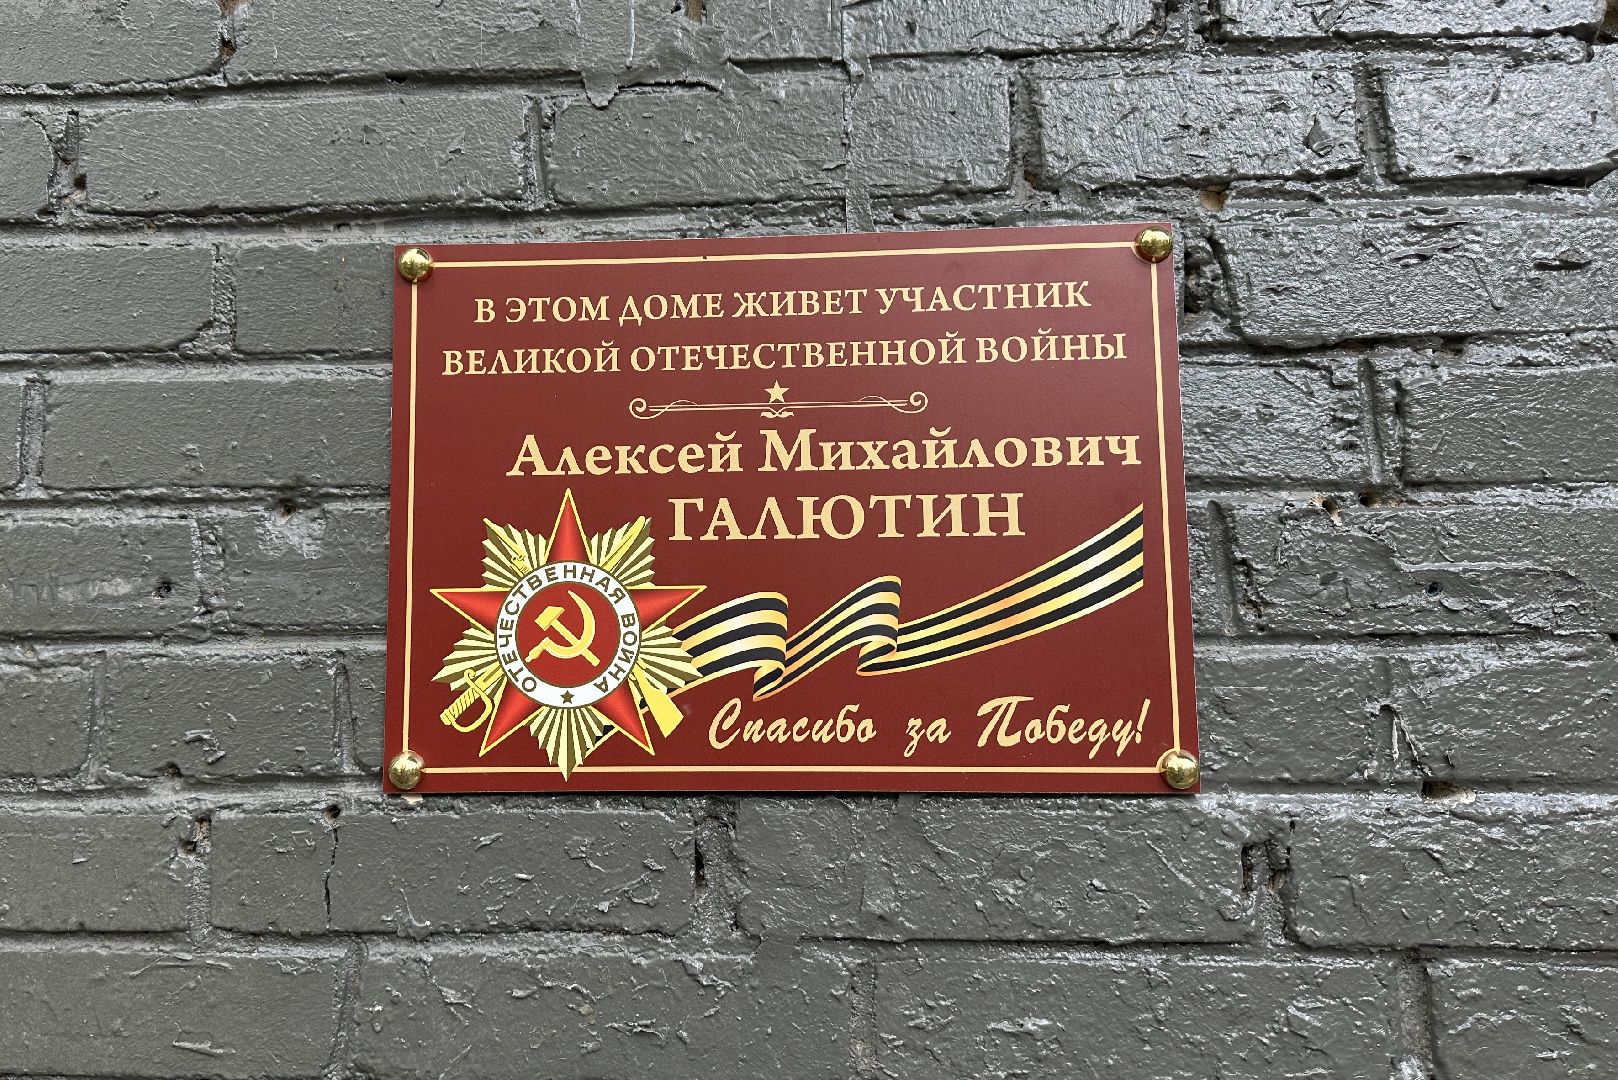 В ЭТОМ ДОМЕ ЖИВЕТ УЧАСТНИК
ВЕЛИКОЙ ОТЕЧЕСТВЕННОЙ ВОЙНЫ
Алексей Михайлович
ГАЛЮТИН
ОТЕЧЕСТВЕННАЯ ВОЙНА
Спасибо за Победу!